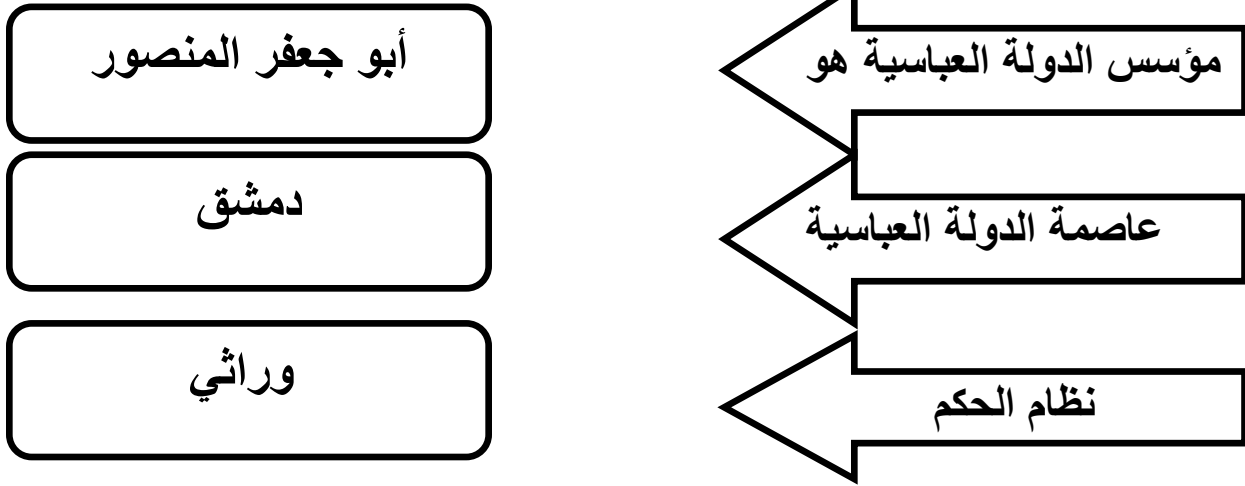 مؤسس الدولة العباسية هو
أبو جعفر المنصور
عاصمة الدولة العباسية
دمشق
نظام الحكم
وراثي